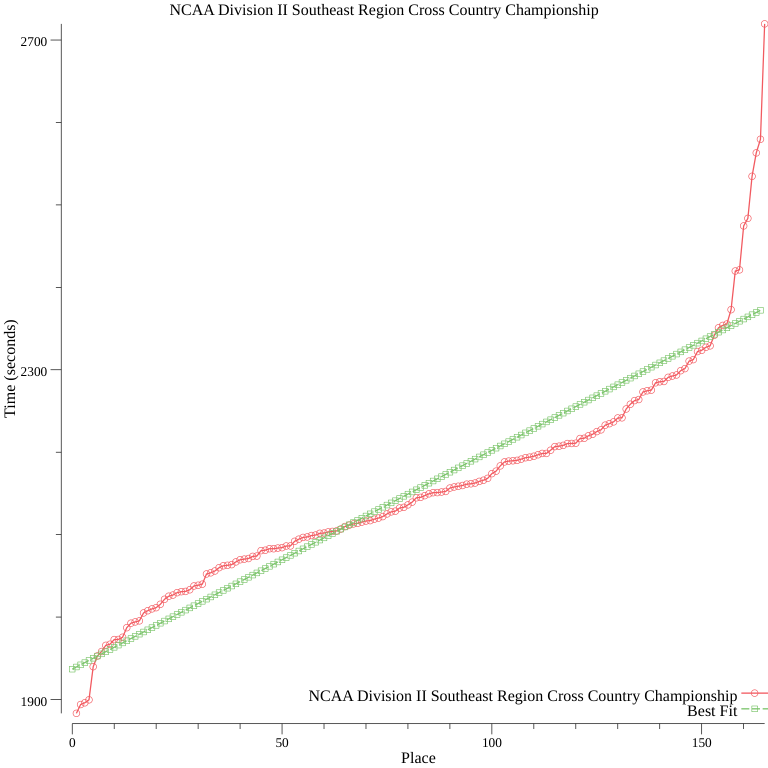 NCAA Division II Southeast Region Cross Country Championship
2700
2300
1900
Time (seconds)
NCAA Division II Southeast Region Cross Country Championship
Best Fit
0
50
100
150
Place